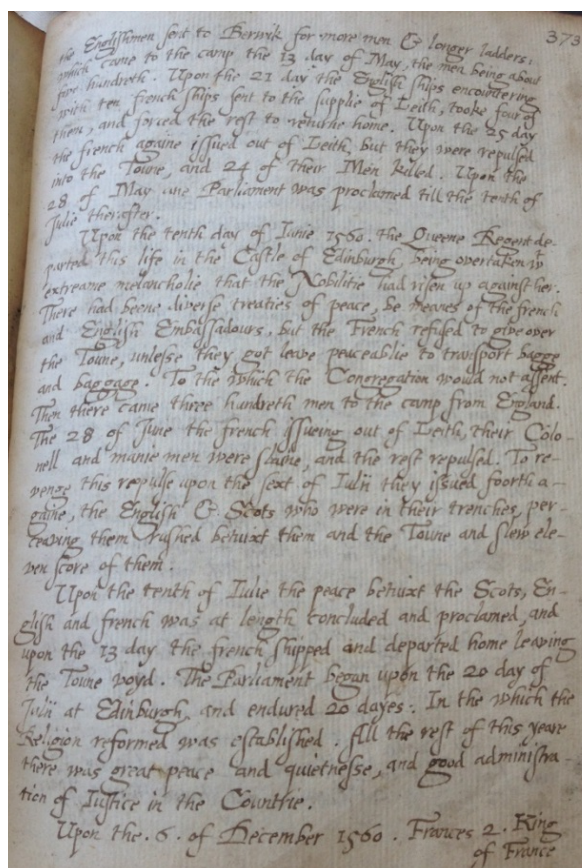 373
the Englishmen sent to Berwik for more men & longer ladders,
which came to the camp the 13 day of May, the men being about
five hundreth. Upon the 21 day the English ships encountering
with ten french ships sent to the supplie of Leith, tooke four of
them, and forced the rest to returne home. Upon the 25 day
the french againe issued out of Leith, but they were repulsed
into the Toune, and 24 of their Men killed. Upon the
28 of May ane Parliament was proclamed till the tenth of
Julie therafter.
Upon the tenth day of Iunie 1560. the Queene Regent de-
parted this life in the Castle of Edinburgh, being overtaken wt
extreame melancholie that the Nobilitie had risen up against her.
There had beene diverse treaties of peace, be meanes of the french
and English Embassadours, but the French refused to give over
the Toune, unlesse they got leave peaceablie to transport bagge
and baggage. To the which the Congregation would not assent.
Then there came three hundreth men to the camp from England.
The 28 of June the french issueing out of Leith, their Colo-
nell and manie men were slaine, and the rest repulsed. To re-
venge this repulse upon the sext of Iulii they issued foorth a-
gaine, the English & Scots who were in their trenches, per-
ceaving them rushed betwixt them and the Toune and slew ele-
ven score of them.
Upon the tenth of Iulie the peace betuixt the Scots, En-
glish and french was at length concluded and proclamed, and
upon the 13 day the french shipped and departed home leaving
the Toune voyd. The Parliament began upon the 20 day of
Julii at Edinburgh, and endured 20 dayes. In the which the
Religion reformed was established. All the rest of this yeare
there was great peace and quietnesse, and good administra-
tion of Iustice in the Countrie.
Upon the .6. of December 1560. Frances 2. King
of France